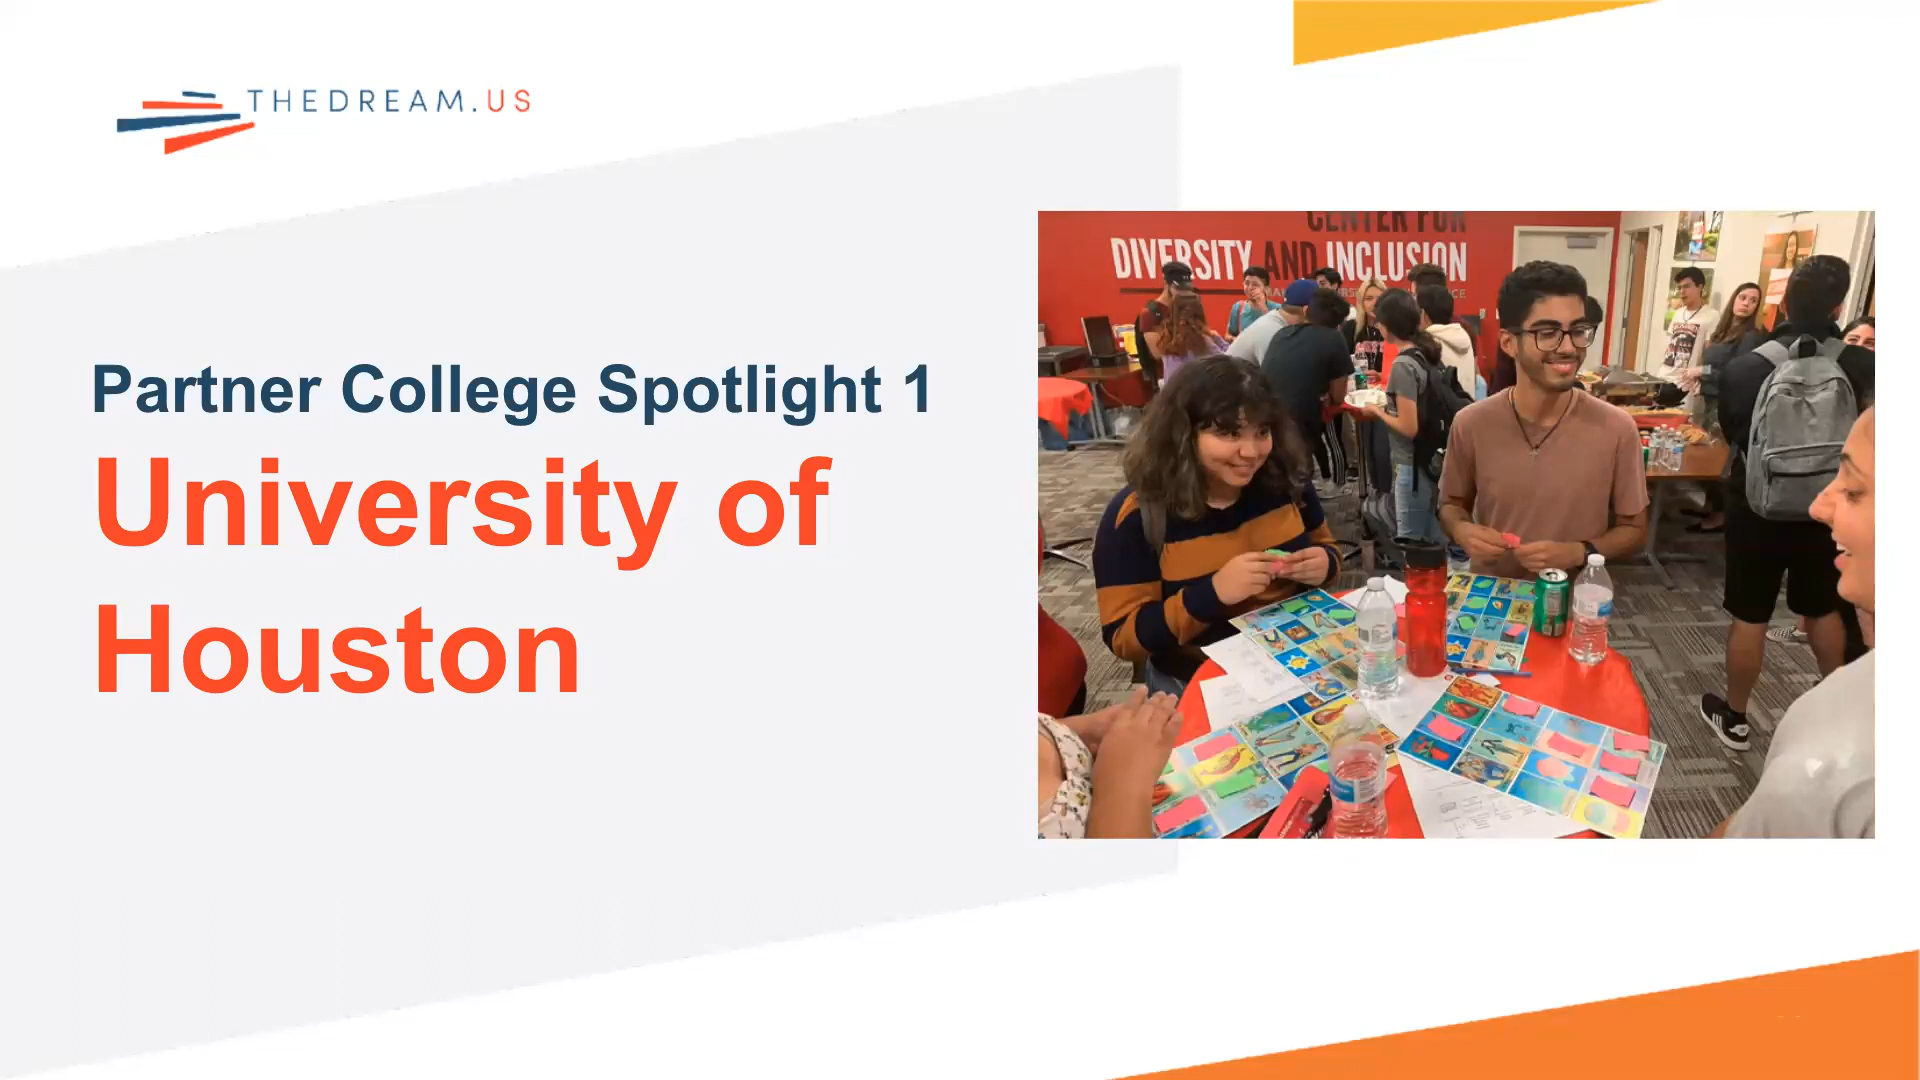 THEDREAM.US
Partner College Spotlight 1
University of
Houston
CENTER FOR
DIVERSITY AND INCLUSION